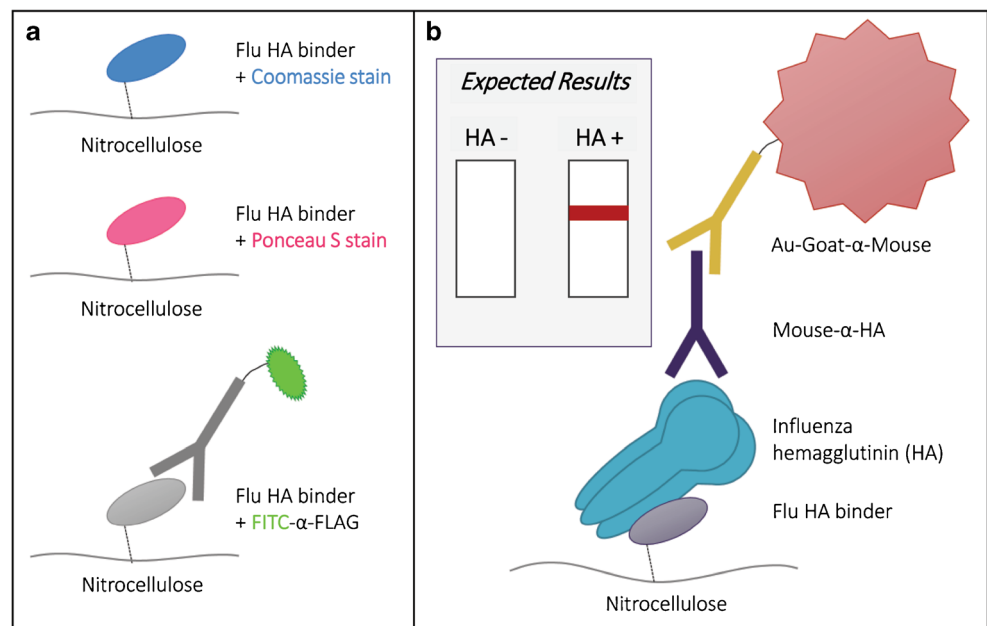 a
Flu HA binder
+ Coomassie stain
Nitrocellulose
Flu HA binder
+ Ponceau S stain
Nitrocellulose
Flu HA binder
+ FITC-α-FLAG
Nitrocellulose
b
Expected Results
HA -
HA +
Au-Goat-α-Mouse
Mouse-α-HA
Influenza
hemagglutinin (HA)
Flu HA binder
Nitrocellulose